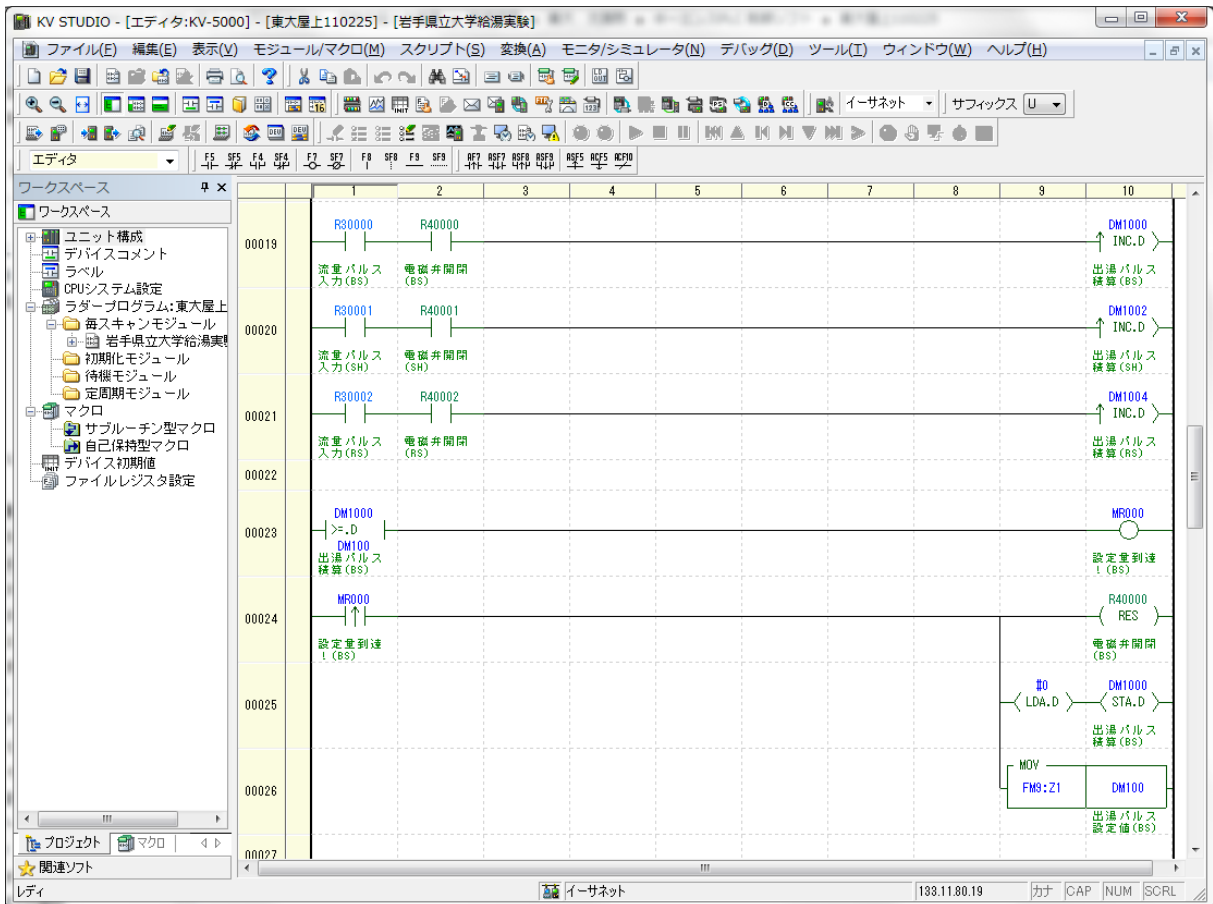 KV STUDIO - [エディタ:KV-5000] - [東大屋上110225] - [岩手県立大学給湯実験]
ファイル(F) 編集(E) 表示(V) モジュール/マクロ(M) スクリプト(S) 変換(A) モニタ/シミュレータ(N) デバッグ(D) ツール(T) ウィンドウ(W) ヘルプ(H)
イーサネット サフィックス U
エディタ F5 SF5 F4 SF4 F7 SF7 F8 SF8 F9 SF9 AF7 ASF7 ASF8 ASF9 ASF5 ACF5 ACF10
ワークスペース
ワークスペース
ユニット構成
デバイスコメント
ラベル
CPUシステム設定
ラダープログラム:東大屋上
毎スキャンモジュール
岩手県立大学給湯実験
初期化モジュール
待機モジュール
定周期モジュール
マクロ
サブルーチン型マクロ
自己保持型マクロ
デバイス初期値
ファイルレジスタ設定
プロジェクト マクロ
関連ソフト
1 2 3 4 5 6 7 8 9 10
R30000 R40000 DM1000
00019 INC.D
流量パルス 電磁弁開閉 出湯パルス
入力(BS) (BS) 積算(BS)
R30001 R40001 DM1002
00020 INC.D
流量パルス 電磁弁開閉 出湯パルス
入力(SH) (SH) 積算(SH)
R30002 R40002 DM1004
00021 INC.D
流量パルス 電磁弁開閉 出湯パルス
入力(RS) (RS) 積算(RS)
00022
DM1000 MR000
00023 >=.D
DM100
出湯パルス 設定量到達
積算(BS) !(BS)
MR000 R40000
00024 RES
設定量到達 電磁弁開閉
!(BS) (BS)
#0 DM1000
00025 LDA.D STA.D
出湯パルス
積算(BS)
MOV
00026 FM9:Z1 DM100
出湯パルス
設定値(BS)
00027
レディ イーサネット 133.11.80.19 カナ CAP NUM SCRL